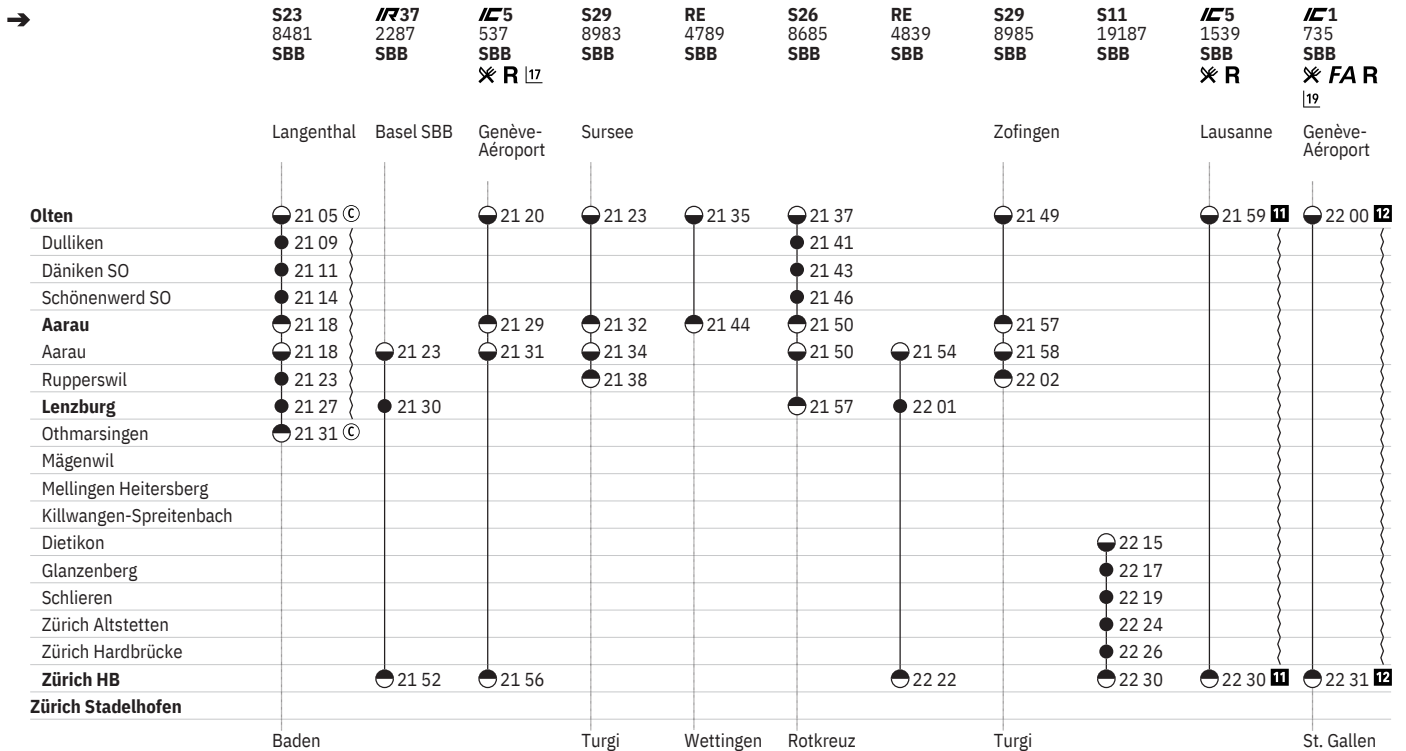 ➔ S23 IR37 IC5 S29 RE S26 RE S29 S11 IC5 IC1
8481 2287 537 8983 4789 8685 4839 8985 19187 1539 735
SBB SBB SBB SBB SBB SBB SBB SBB SBB SBB SBB
R 17 R FA R
19
Langenthal Basel SBB Genève- Sursee Zofingen Lausanne Genève-
Aéroport Aéroport
Olten 21 05 C 21 20 21 23 21 35 21 37 21 49 21 59 11 22 00 12
Dulliken 21 09 21 41
Däniken SO 21 11 21 43
Schönenwerd SO 21 14 21 46
Aarau 21 18 21 29 21 32 21 44 21 50 21 57
Aarau 21 18 21 23 21 31 21 34 21 50 21 54 21 58
Rupperswil 21 23 21 38 22 02
Lenzburg 21 27 21 30 21 57 22 01
Othmarsingen 21 31 C
Mägenwil
Mellingen Heitersberg
Killwangen-Spreitenbach
Dietikon 22 15
Glanzenberg 22 17
Schlieren 22 19
Zürich Altstetten 22 24
Zürich Hardbrücke 22 26
Zürich HB 21 52 21 56 22 22 22 30 22 30 11 22 31 12
Zürich Stadelhofen
Baden Turgi Wettingen Rotkreuz Turgi St. Gallen